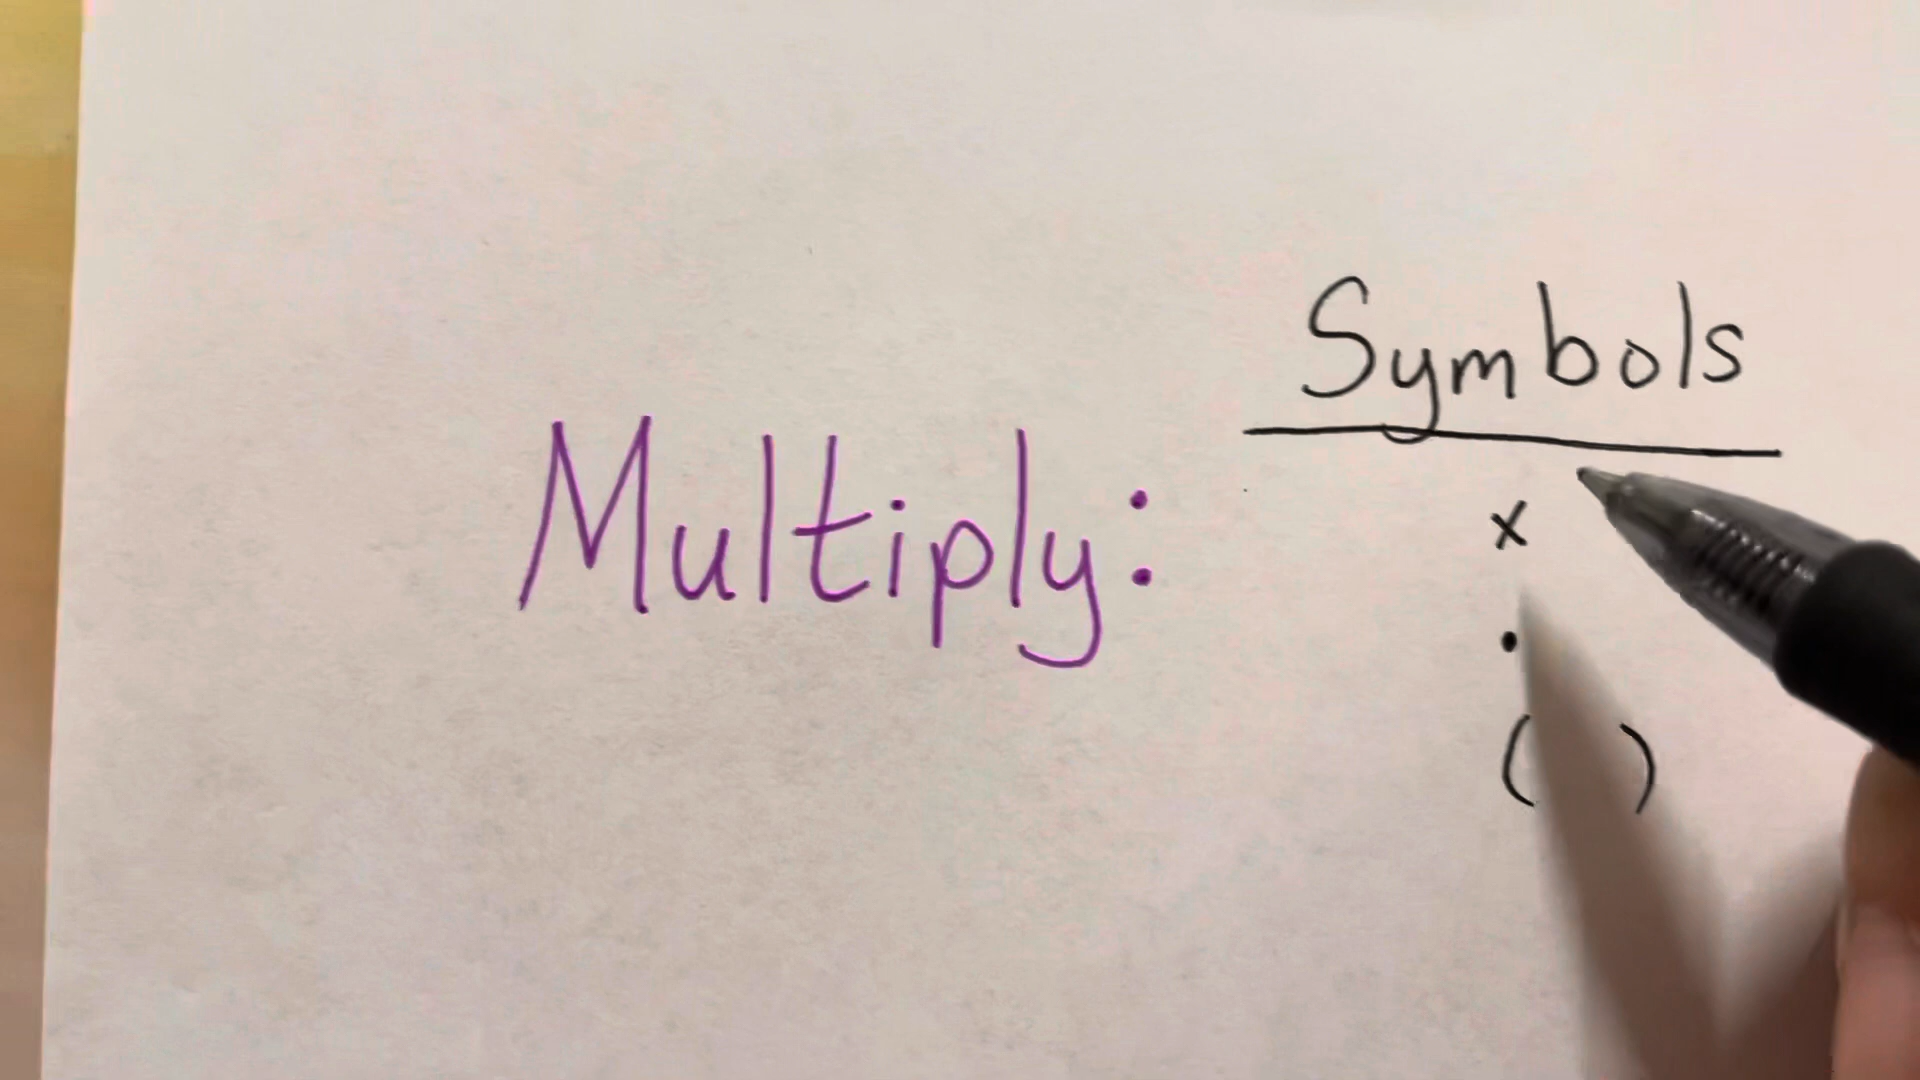 Symbols
Multiply:
x
•
( )